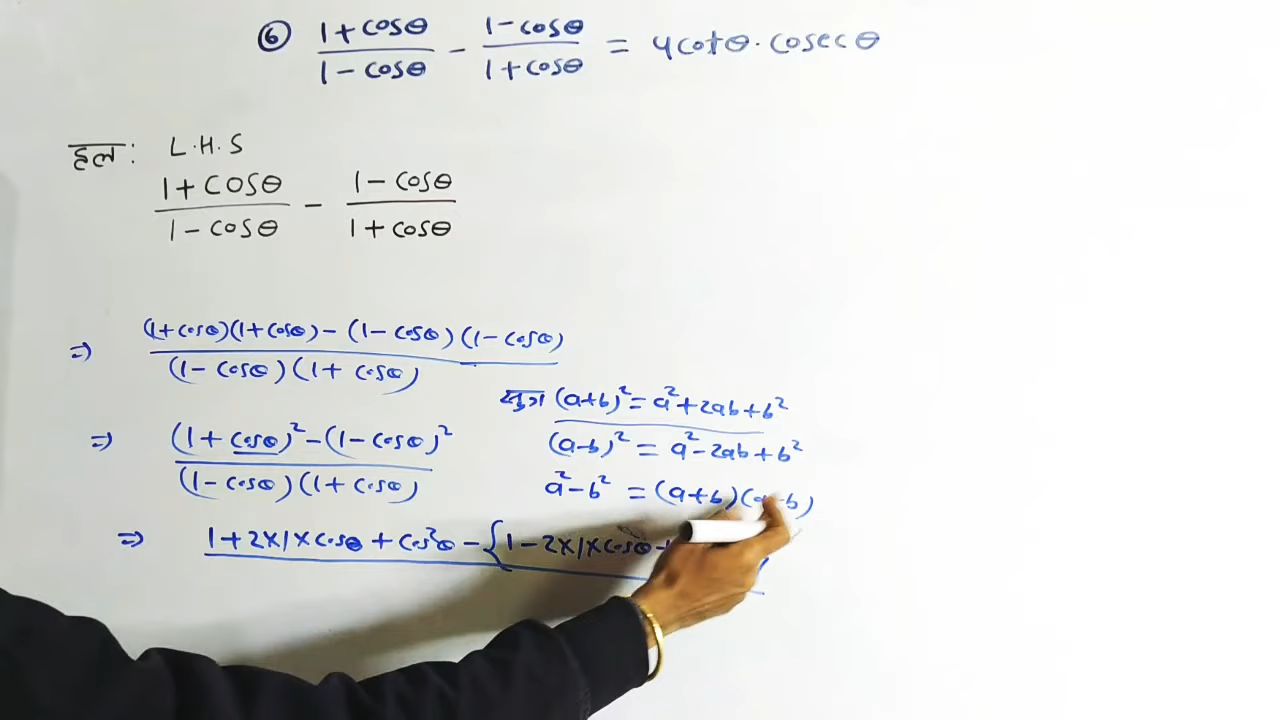 ⑥ (1+cosθ)/(1-cosθ) - (1-cosθ)/(1+cosθ) = 4cotθ·cosecθ
हल: L.H.S
(1+cosθ)/(1-cosθ) - (1-cosθ)/(1+cosθ)
⇒ ((1+cosθ)(1+cosθ)-(1-cosθ)(1-cosθ))/((1-cosθ)(1+cosθ))
सुत्र (a+b)² = a²+2ab+b²
⇒ ((1+cosθ)²-(1-cosθ)²)/((1-cosθ)(1+cosθ))
(a-b)² = a²-2ab+b²
a²-b² = (a+b)(a-b)
⇒ 1+2×1×cosθ+cos²θ-{1-2×1×cosθ+